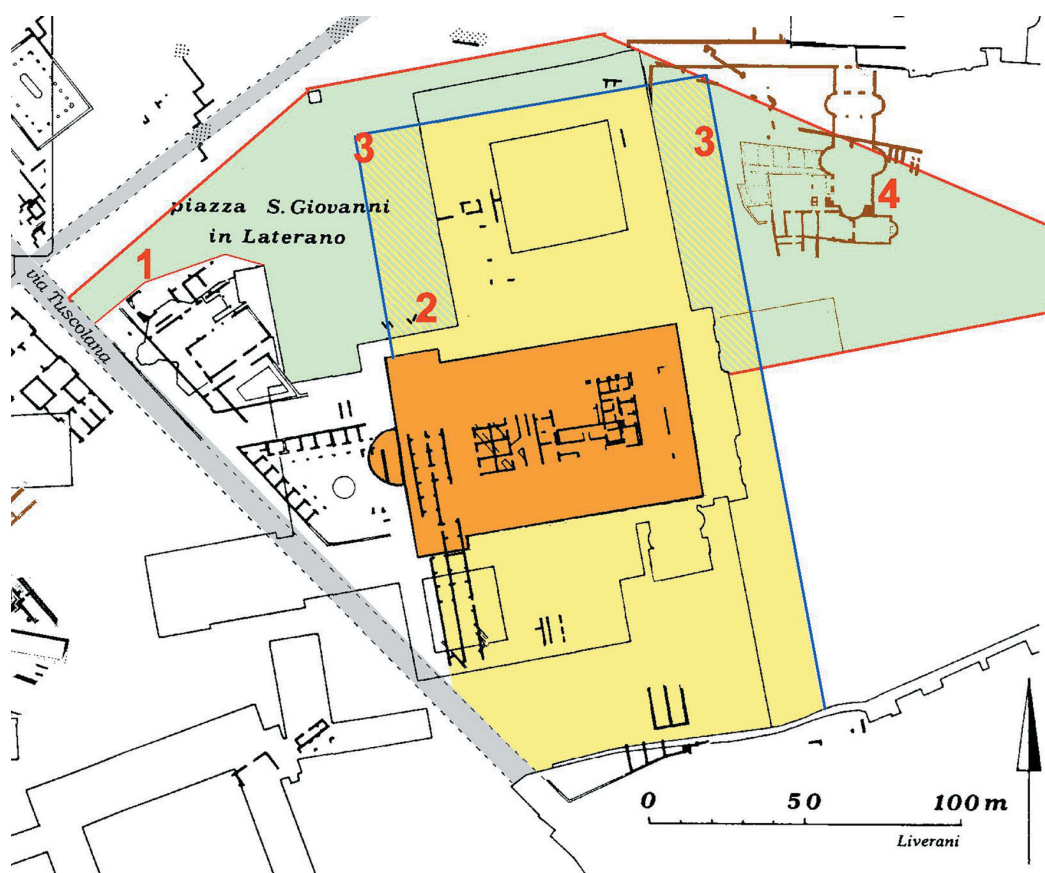 3
3
4
piazza S. Giovanni
in Laterano
1
via Tuscolana
2
0 50 100 m
Liverani